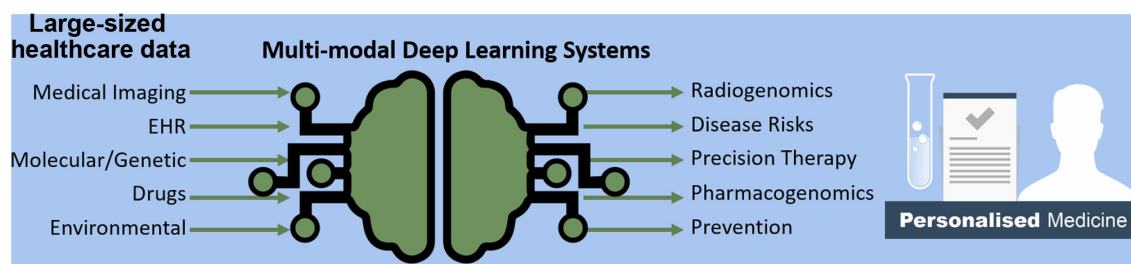 Large-sized
healthcare data
Multi-modal Deep Learning Systems
Medical Imaging
EHR
Molecular/Genetic
Drugs
Environmental
Radiogenomics
Disease Risks
Precision Therapy
Pharmacogenomics
Prevention
Personalised Medicine